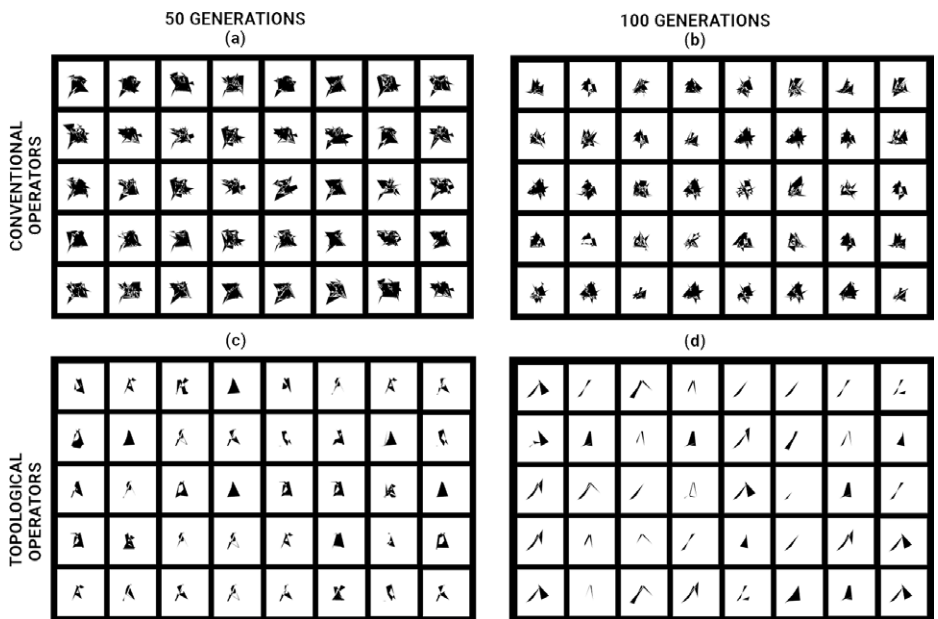 50 GENERATIONS
100 GENERATIONS
(a)
(b)
CONVENTIONAL
OPERATORS
(c)
(d)
TOPOLOGICAL
OPERATORS